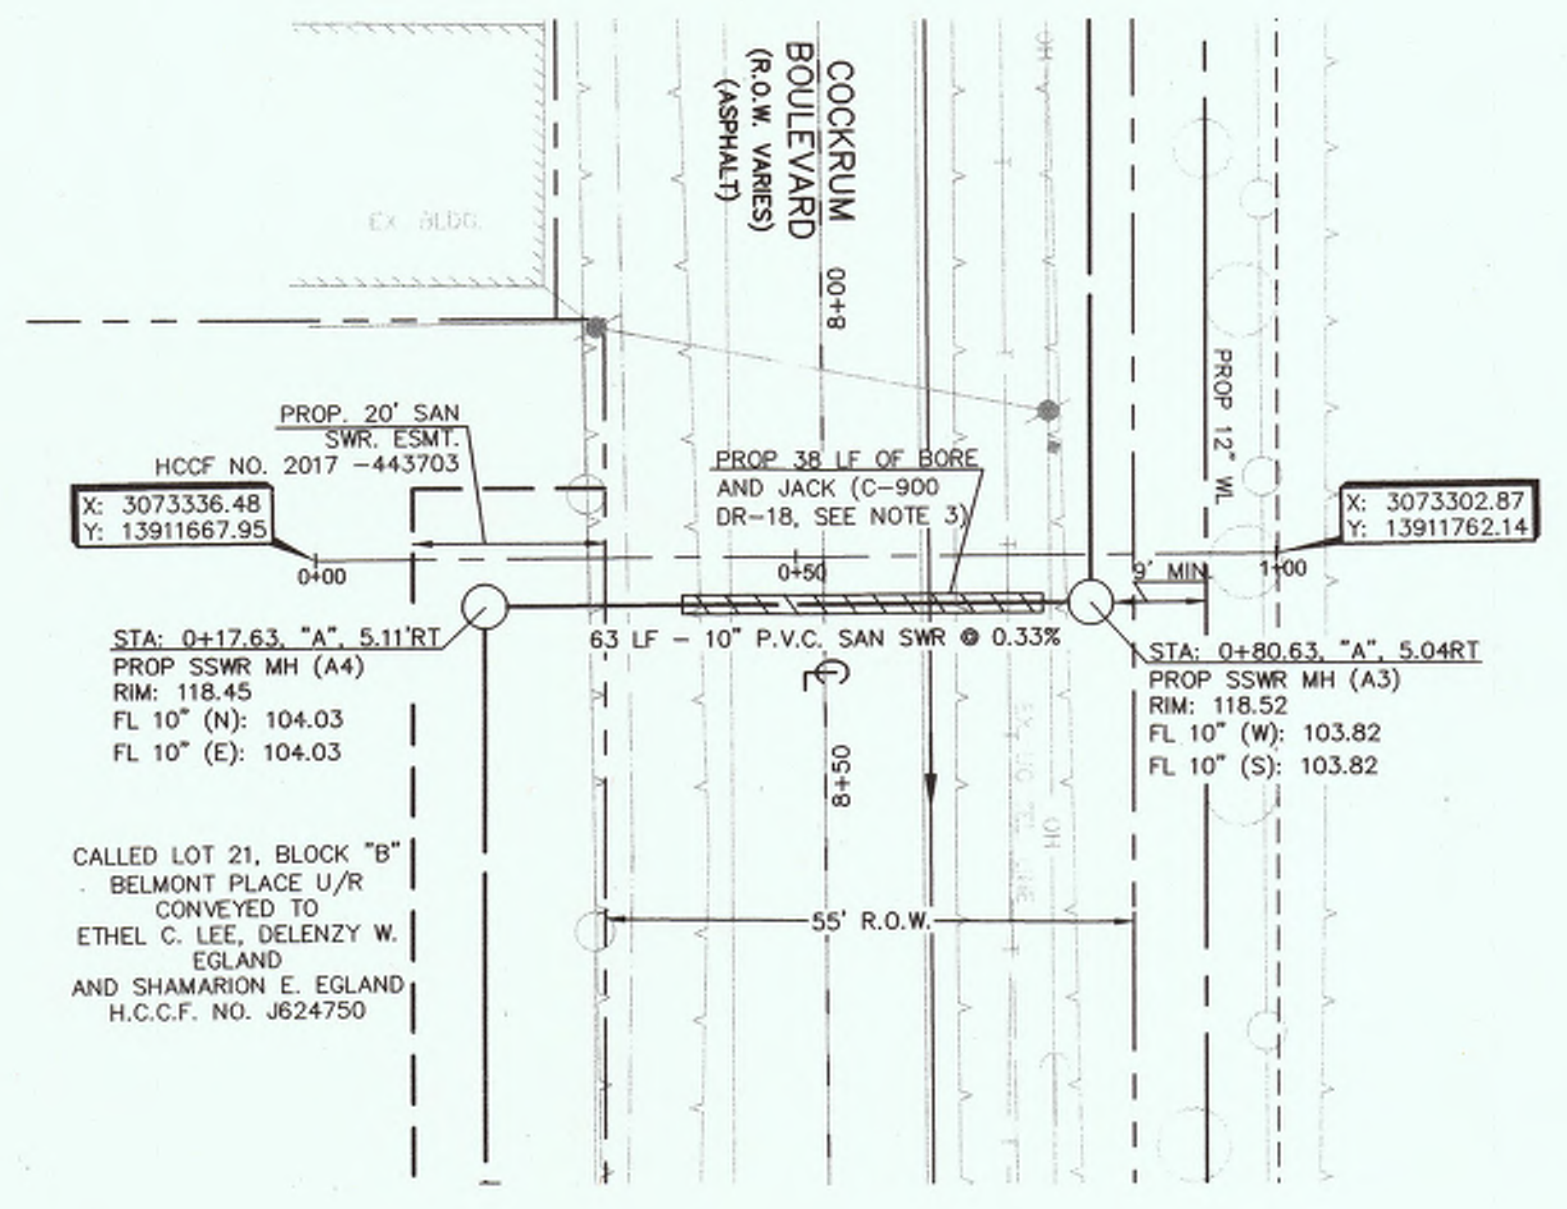 COCKRUM
BOULEVARD
(R.O.W. VARIES)
(ASPHALT)
8+00
OH
EX BLDG.
PROP 12" WL
PROP. 20' SAN
SWR. ESMT.
HCCF NO. 2017 -443703
X: 3073336.48
Y: 13911667.95
PROP 38 LF OF BORE
AND JACK (C-900
DR-18, SEE NOTE 3)
X: 3073302.87
Y: 13911762.14
0+00
0+50
9' MIN.
1+00
63 LF - 10" P.V.C. SAN SWR @ 0.33%
STA: 0+17.63, "A", 5.11'RT
PROP SSWR MH (A4)
RIM: 118.45
FL 10" (N): 104.03
FL 10" (E): 104.03
STA: 0+80.63, "A", 5.04RT
PROP SSWR MH (A3)
RIM: 118.52
FL 10" (W): 103.82
FL 10" (S): 103.82
8+50
OH
CALLED LOT 21, BLOCK "B"
BELMONT PLACE U/R
CONVEYED TO
ETHEL C. LEE, DELENZY W.
EGLAND
AND SHAMARION E. EGLAND
H.C.C.F. NO. J624750
55' R.O.W.